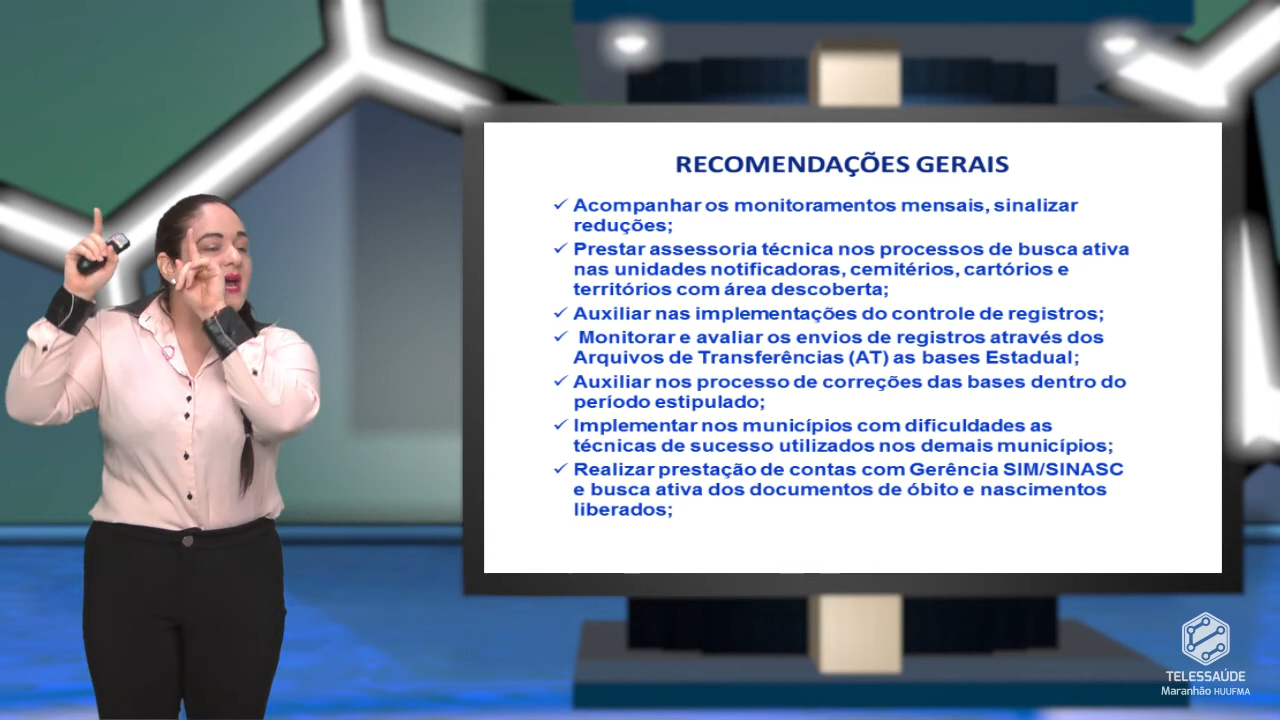 RECOMENDAÇÕES GERAIS
✓ Acompanhar os monitoramentos mensais, sinalizar
reduções;
✓ Prestar assessoria técnica nos processos de busca ativa
nas unidades notificadoras, cemitérios, cartórios e
territórios com área descoberta;
✓ Auxiliar nas implementações do controle de registros;
✓ Monitorar e avaliar os envios de registros através dos
Arquivos de Transferências (AT) as bases Estadual;
✓ Auxiliar nos processo de correções das bases dentro do
período estipulado;
✓ Implementar nos municípios com dificuldades as
técnicas de sucesso utilizados nos demais municípios;
✓ Realizar prestação de contas com Gerência SIM/SINASC
e busca ativa dos documentos de óbito e nascimentos
liberados;
TELESSAÚDE
Maranhão HUUFMA